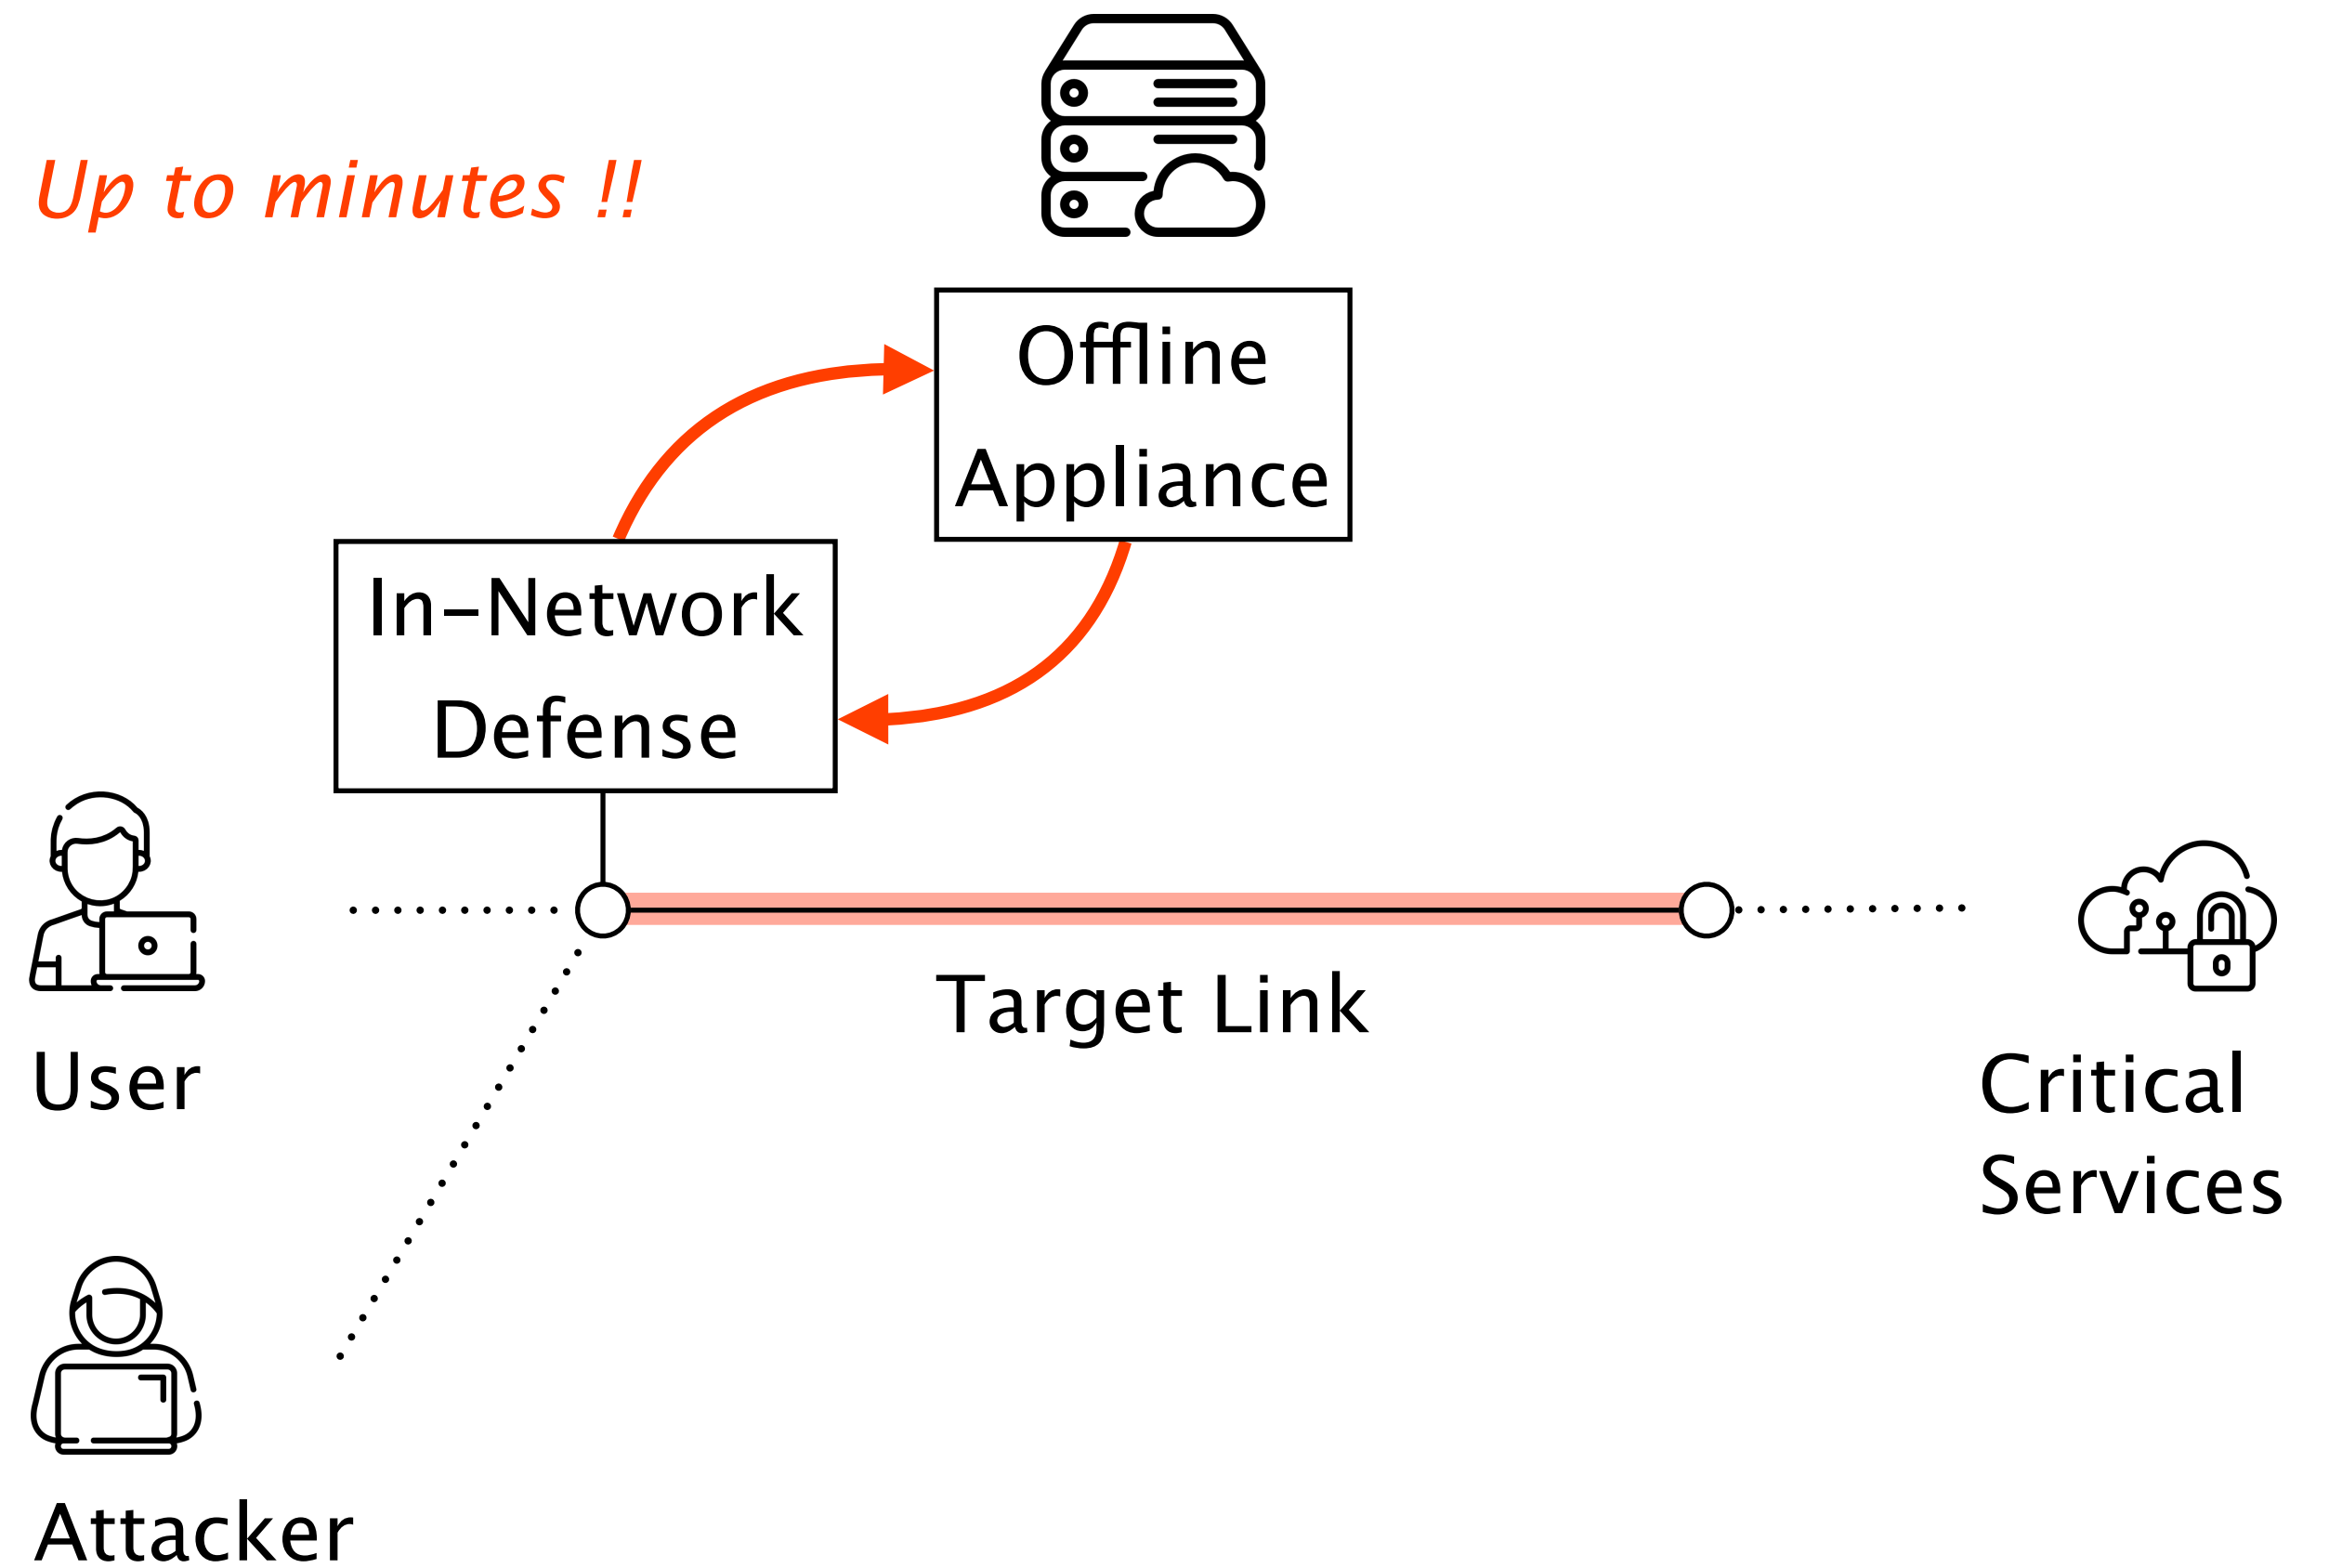 Up to minutes !!
Offline
Appliance
In-Network
Defense
Target Link
User
Critical
Services
Attacker